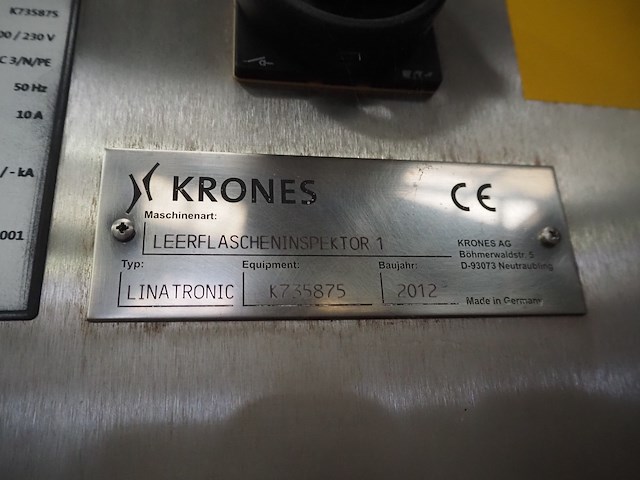 K735875
00 / 230 V
C 3/N/PE
50 Hz
10 A
/ - kA
001
KRONES
CE
Maschinenart:
LEERFLASCHENINSPEKTOR 1
KRONES AG
Böhmerwaldstr. 5
D-93073 Neutraubling
Typ:
Equipment:
Baujahr:
LINATRONIC
K735875
2012
Made in Germany